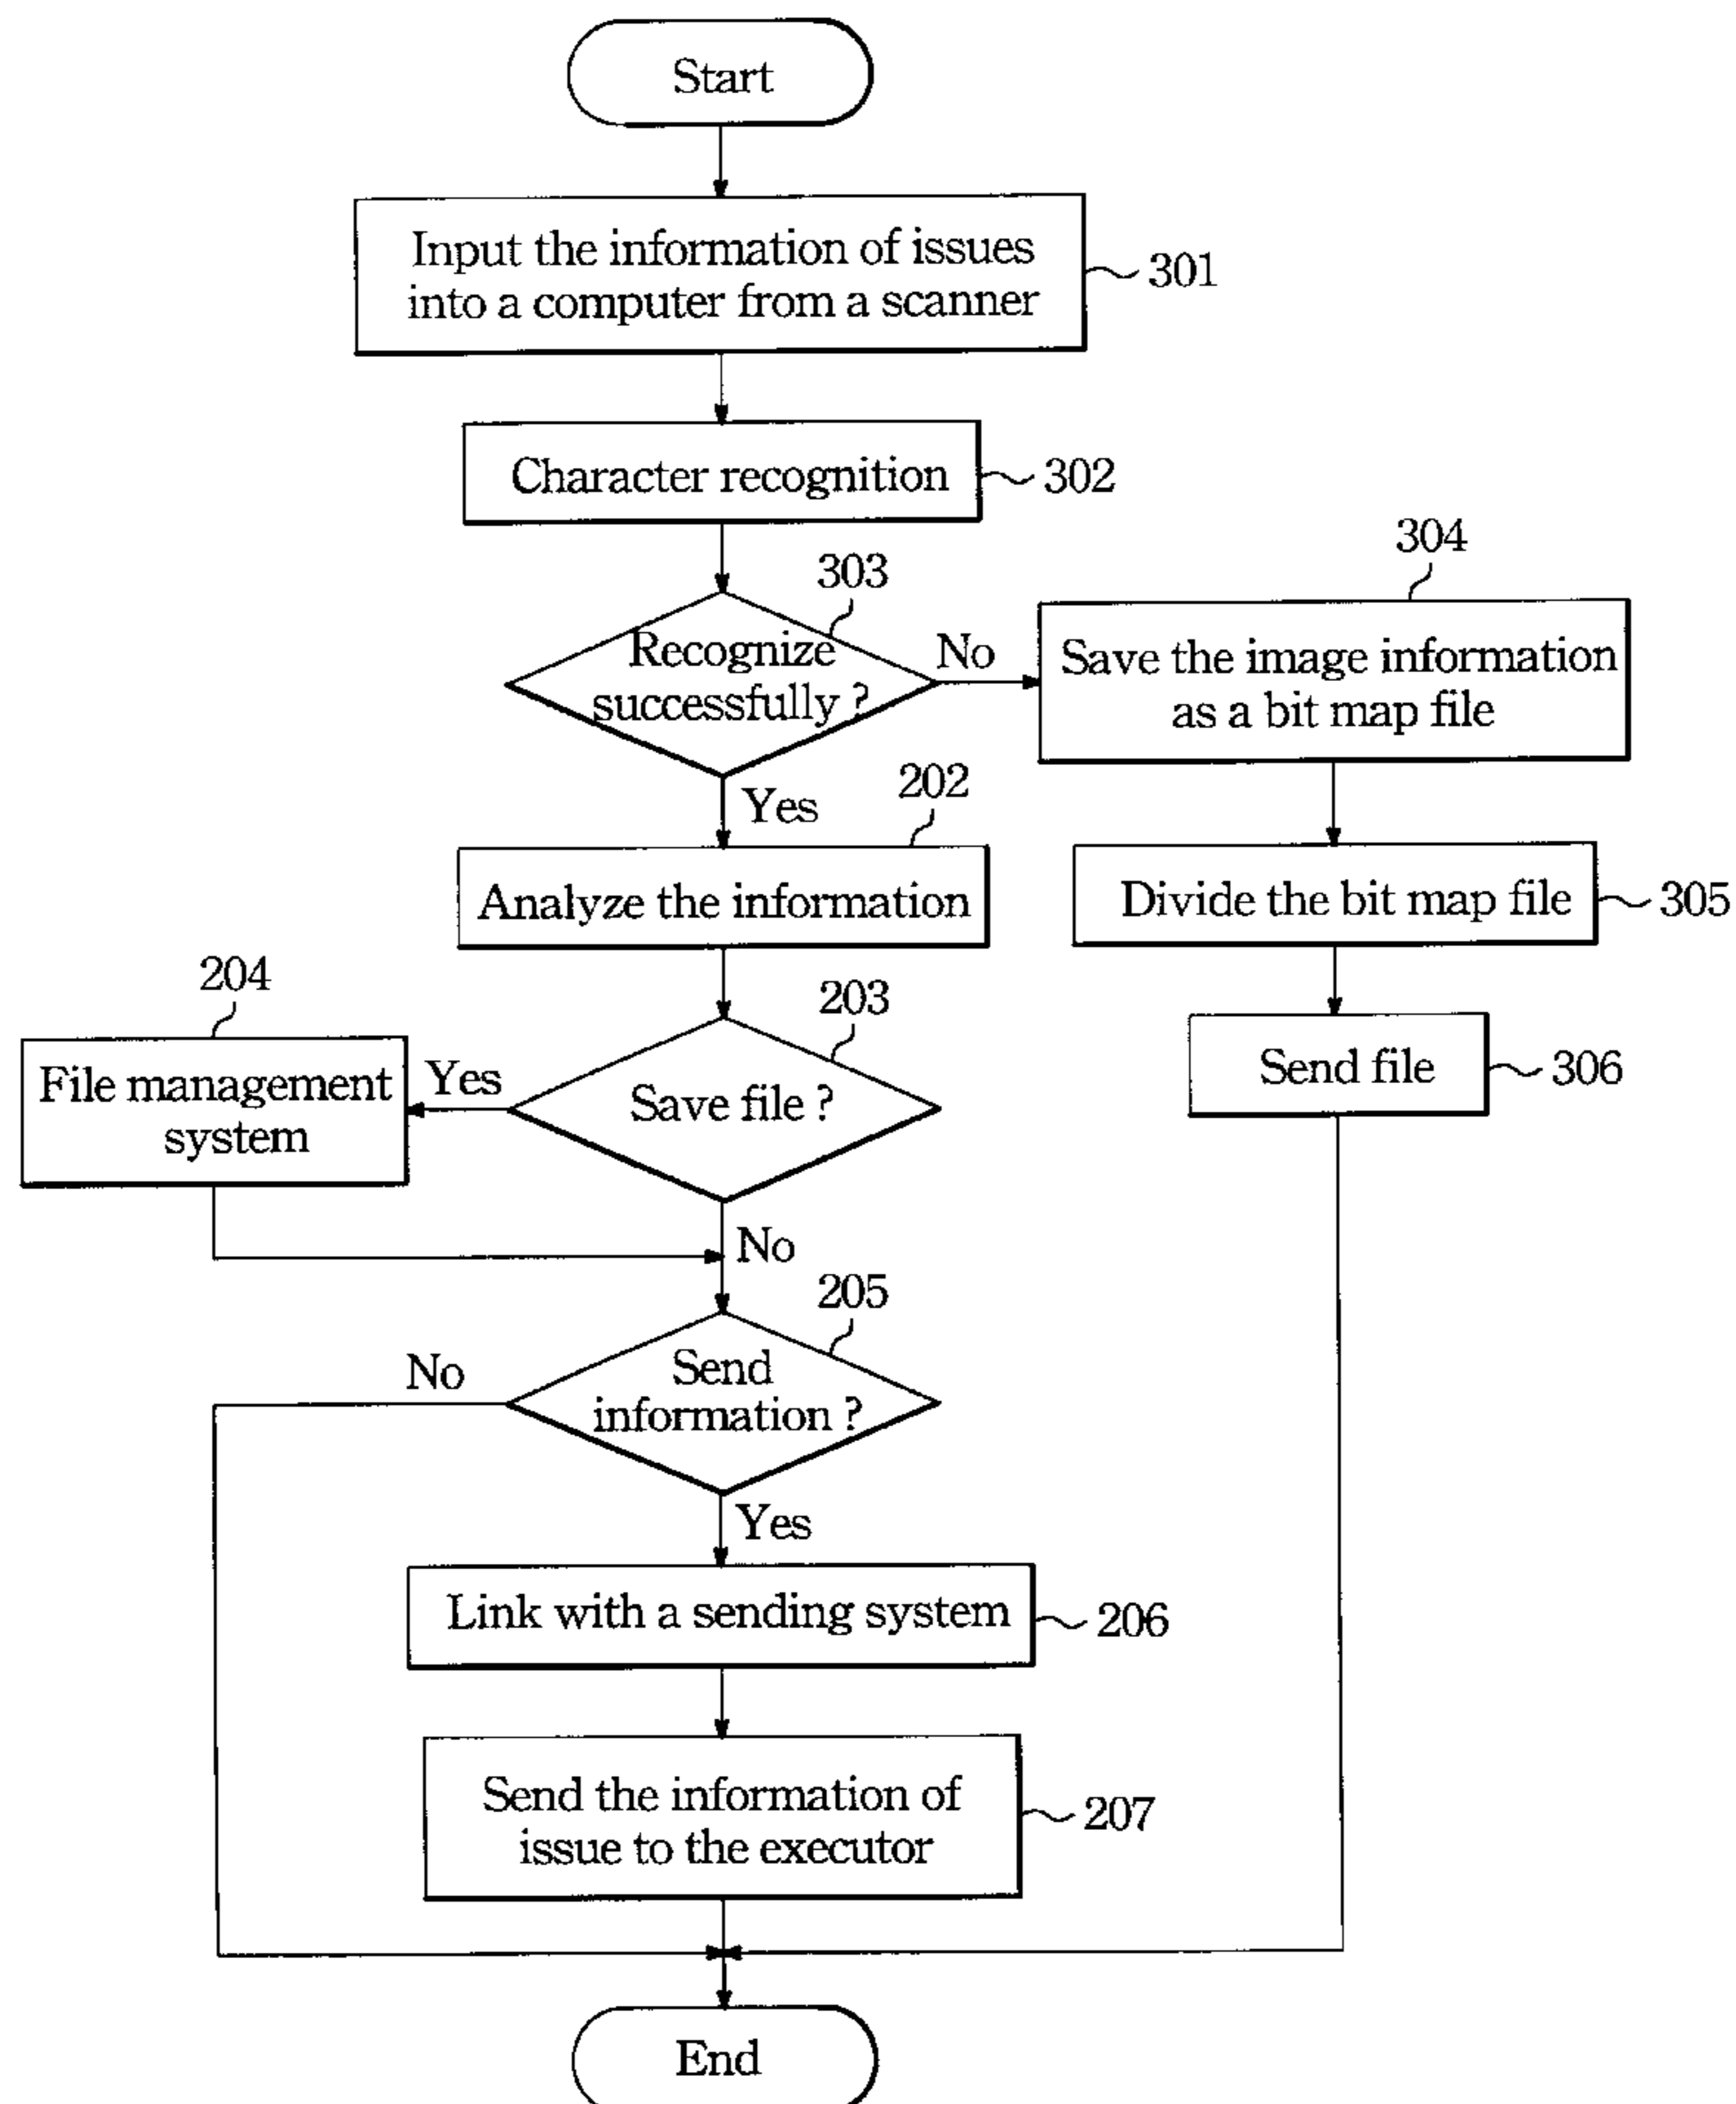 Start
Input the information of issues
into a computer from a scanner
301
Character recognition
302
303
Recognize
successfully ?
No
304
Save the image information
as a bit map file
Yes
202
Analyze the information
Divide the bit map file
305
204
File management
system
Yes
203
Save file ?
Send file
306
No
205
Send
information ?
No
Yes
Link with a sending system
206
Send the information of
issue to the executor
207
End